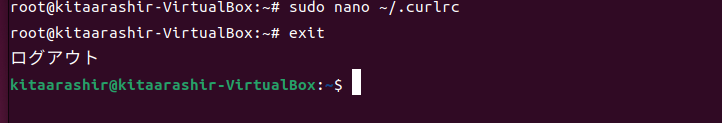 root@kitaarashir-VirtualBox:~# sudo nano ~/.curlrc
root@kitaarashir-VirtualBox:~# exit
ログアウト
kitaarashir@kitaarashir-VirtualBox:~$